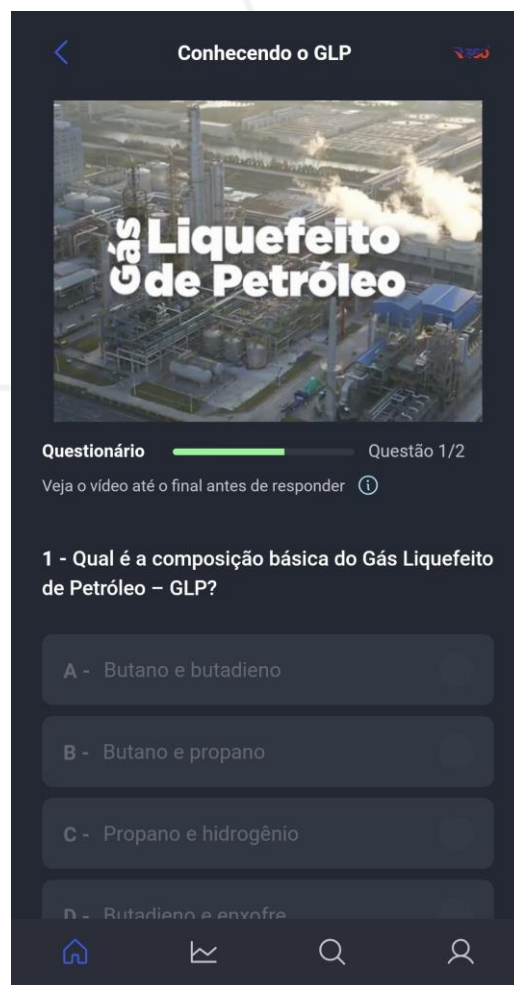 Conhecendo o GLP
R360
Gás Liquefeito
de Petróleo
Questionário Questão 1/2
Veja o vídeo até o final antes de responder
1 - Qual é a composição básica do Gás Liquefeito
de Petróleo – GLP?
A - Butano e butadieno
B - Butano e propano
C - Propano e hidrogênio
D - Butadieno e enxofre